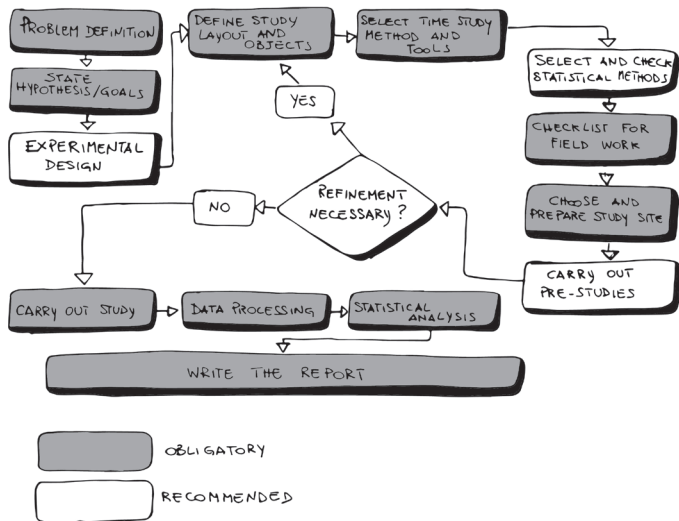 PROBLEM DEFINITION
STATE
HYPOTHESIS/GOALS
EXPERIMENTAL
DESIGN
DEFINE STUDY
LAYOUT AND
OBJECTS
SELECT TIME STUDY
METHOD AND
TOOLS
SELECT AND CHECK
STATISTICAL METHODS
CHECKLIST FOR
FIELD WORK
CHOOSE AND
PREPARE STUDY SITE
CARRY OUT
PRE-STUDIES
REFINEMENT
NECESSARY?
YES
NO
CARRY OUT STUDY
DATA PROCESSING
STATISTICAL
ANALYSIS
WRITE THE REPORT
OBLIGATORY
RECOMMENDED